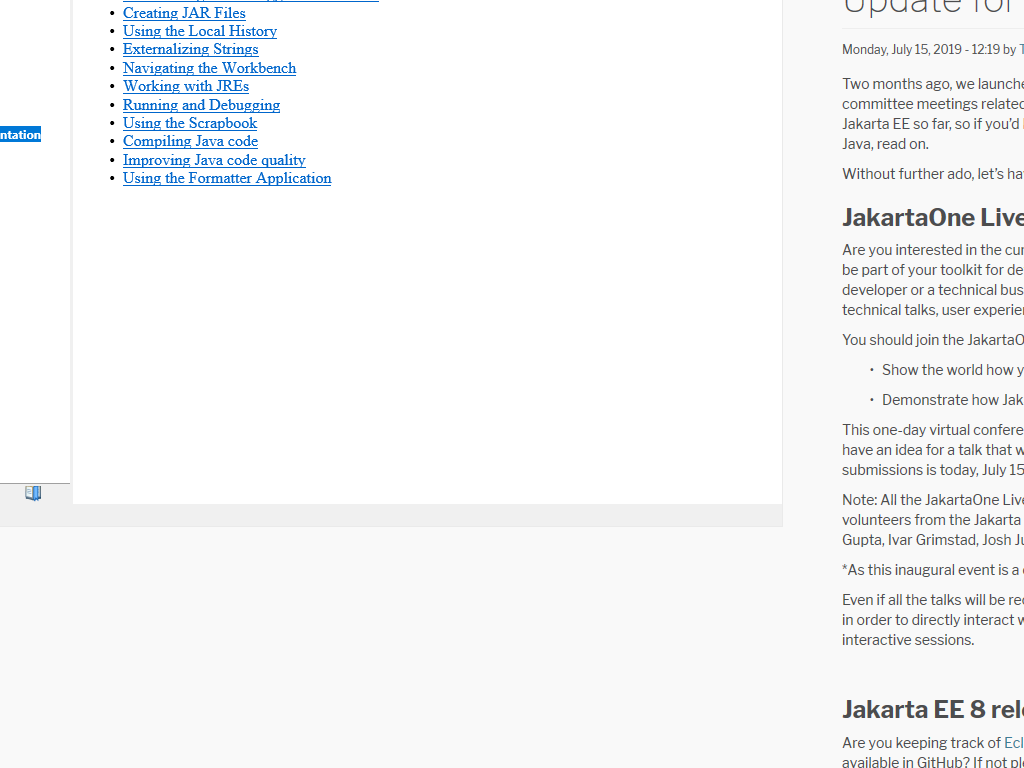 Creating JAR Files
Using the Local History
Externalizing Strings
Navigating the Workbench
Working with JREs
Running and Debugging
Using the Scrapbook
Compiling Java code
Improving Java code quality
Using the Formatter Application
ntation
Update for
Monday, July 15, 2019 - 12:19 by T
Two months ago, we launche
committee meetings related
Jakarta EE so far, so if you'd
Java, read on.
Without further ado, let's ha
JakartaOne Live
Are you interested in the cur
be part of your toolkit for de
developer or a technical bus
technical talks, user experien
You should join the JakartaO
• Show the world how y
• Demonstrate how Jak
This one-day virtual confere
have an idea for a talk that w
submissions is today, July 15
Note: All the JakartaOne Live
volunteers from the Jakarta
Gupta, Ivar Grimstad, Josh Ju
*As this inaugural event is a
Even if all the talks will be rec
in order to directly interact w
interactive sessions.
Jakarta EE 8 rele
Are you keeping track of Ecl
available in GitHub? If not ple